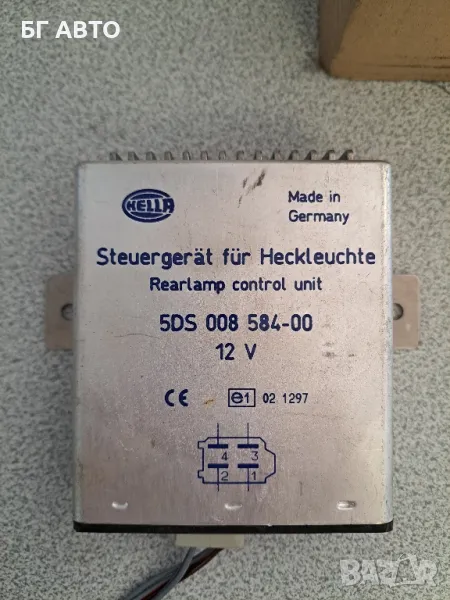 БГ АВТО
HELLA
Made in
Germany
Steuergerät für Heckleuchte
Rearlamp control unit
5DS 008 584-00
12 V
CE e1 02 1297
4 3
2 1
BAZAR